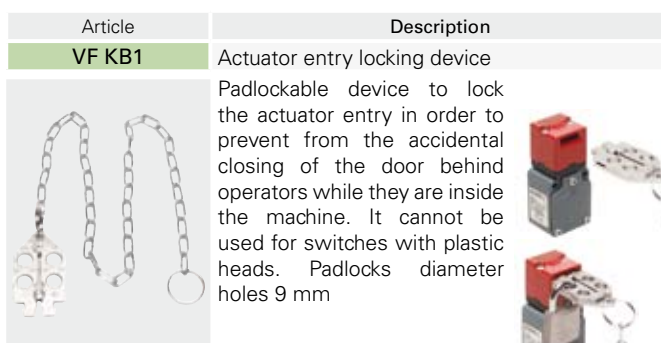 Article Description
VF KB1 Actuator entry locking device
Padlockable device to lock
the actuator entry in order to
prevent from the accidental
closing of the door behind
operators while they are inside
the machine. It cannot be
used for switches with plastic
heads. Padlocks diameter
holes 9 mm